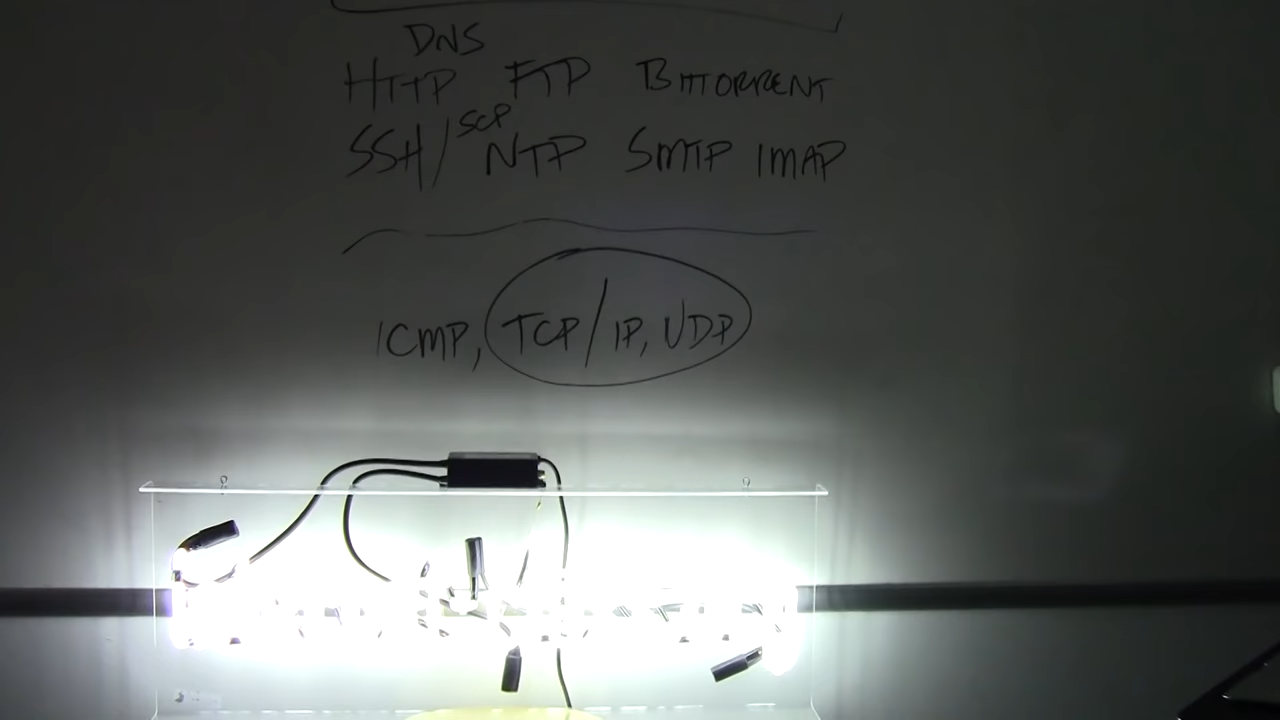 DNS
HTTP FTP BITTORRENT
SSH/SCP NTP SMTP IMAP
ICMP, TCP/IP, UDP